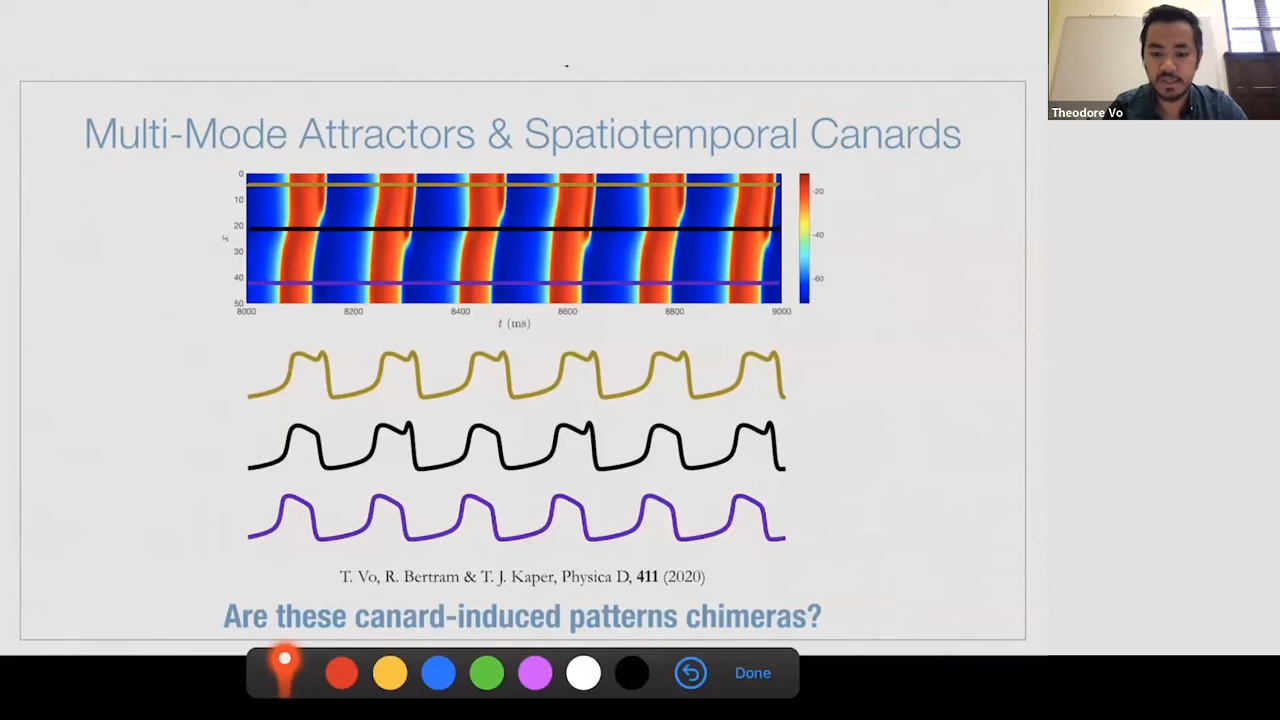 Theodore Vo
Multi-Mode Attractors & Spatiotemporal Canards
0
10
20
30
40
50
x
8000
8200
8400
8600
8800
9000
t (ms)
-20
-40
-60
T. Vo, R. Bertram & T. J. Kaper, Physica D, 411 (2020)
Are these canard-induced patterns chimeras?
Done